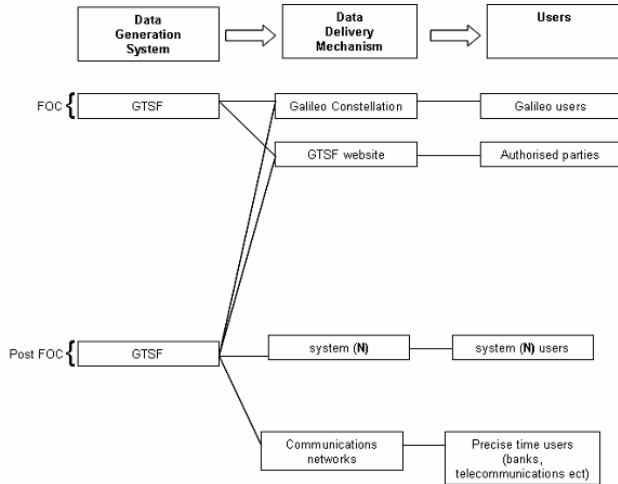 Data
Generation
System
Data
Delivery
Mechanism
Users
FOC
GTSF
Galileo Constellation
Galileo users
GTSF website
Authorised parties
Post FOC
GTSF
system (N)
system (N) users
Communications
networks
Precise time users
(banks,
telecommunications ect)